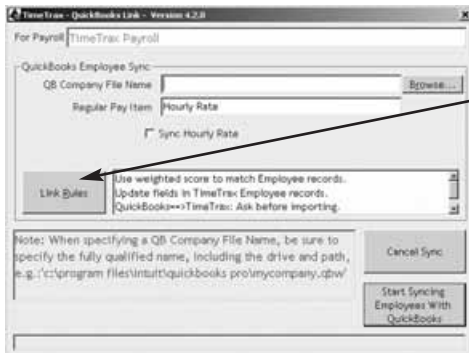 TimeTrax - QuickBooks Link - Version 4.2.0
For Payroll TimeTrax Payroll
QuickBooks Employee Sync
QB Company File Name Browse...
Regular Pay Item Hourly Rate
Sync Hourly Rate
Link Rules
Use weighted score to match Employee records.
Update fields in TimeTrax Employee records.
QuickBooks==>TimeTrax: Ask before importing.
Note: When specifying a QB Company File Name, be sure to
specify the fully qualified name, including the drive and path,
e.g.:'c:\program files\intuit\quickbooks pro\mycompany.qbw'
Cancel Sync
Start Syncing
Employees With
QuickBooks